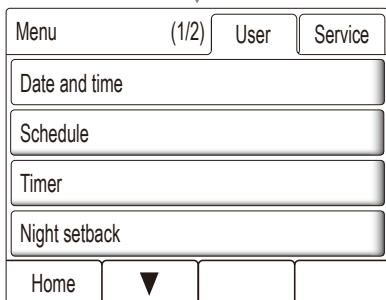 Menu (1/2) User Service
Date and time
Schedule
Timer
Night setback
Home ▼